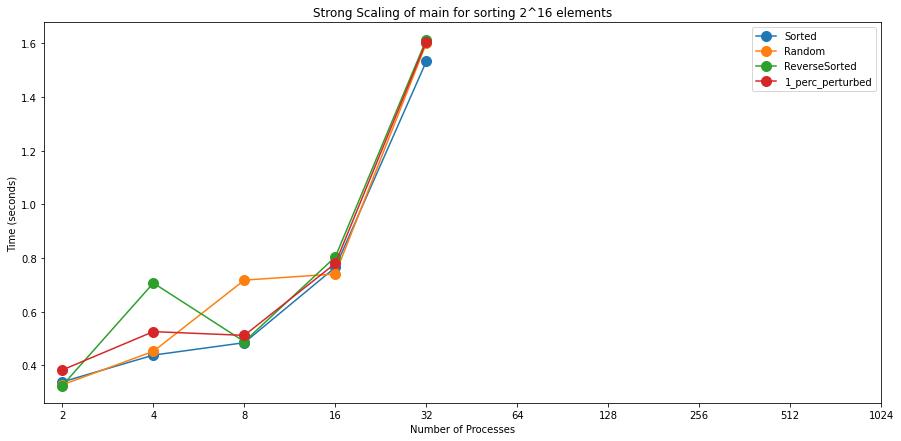 Strong Scaling of main for sorting 2^16 elements
Sorted
Random
ReverseSorted
1_perc_perturbed
Time (seconds)
1.6
1.4
1.2
1.0
0.8
0.6
0.4
2 4 8 16 32 64 128 256 512 1024
Number of Processes